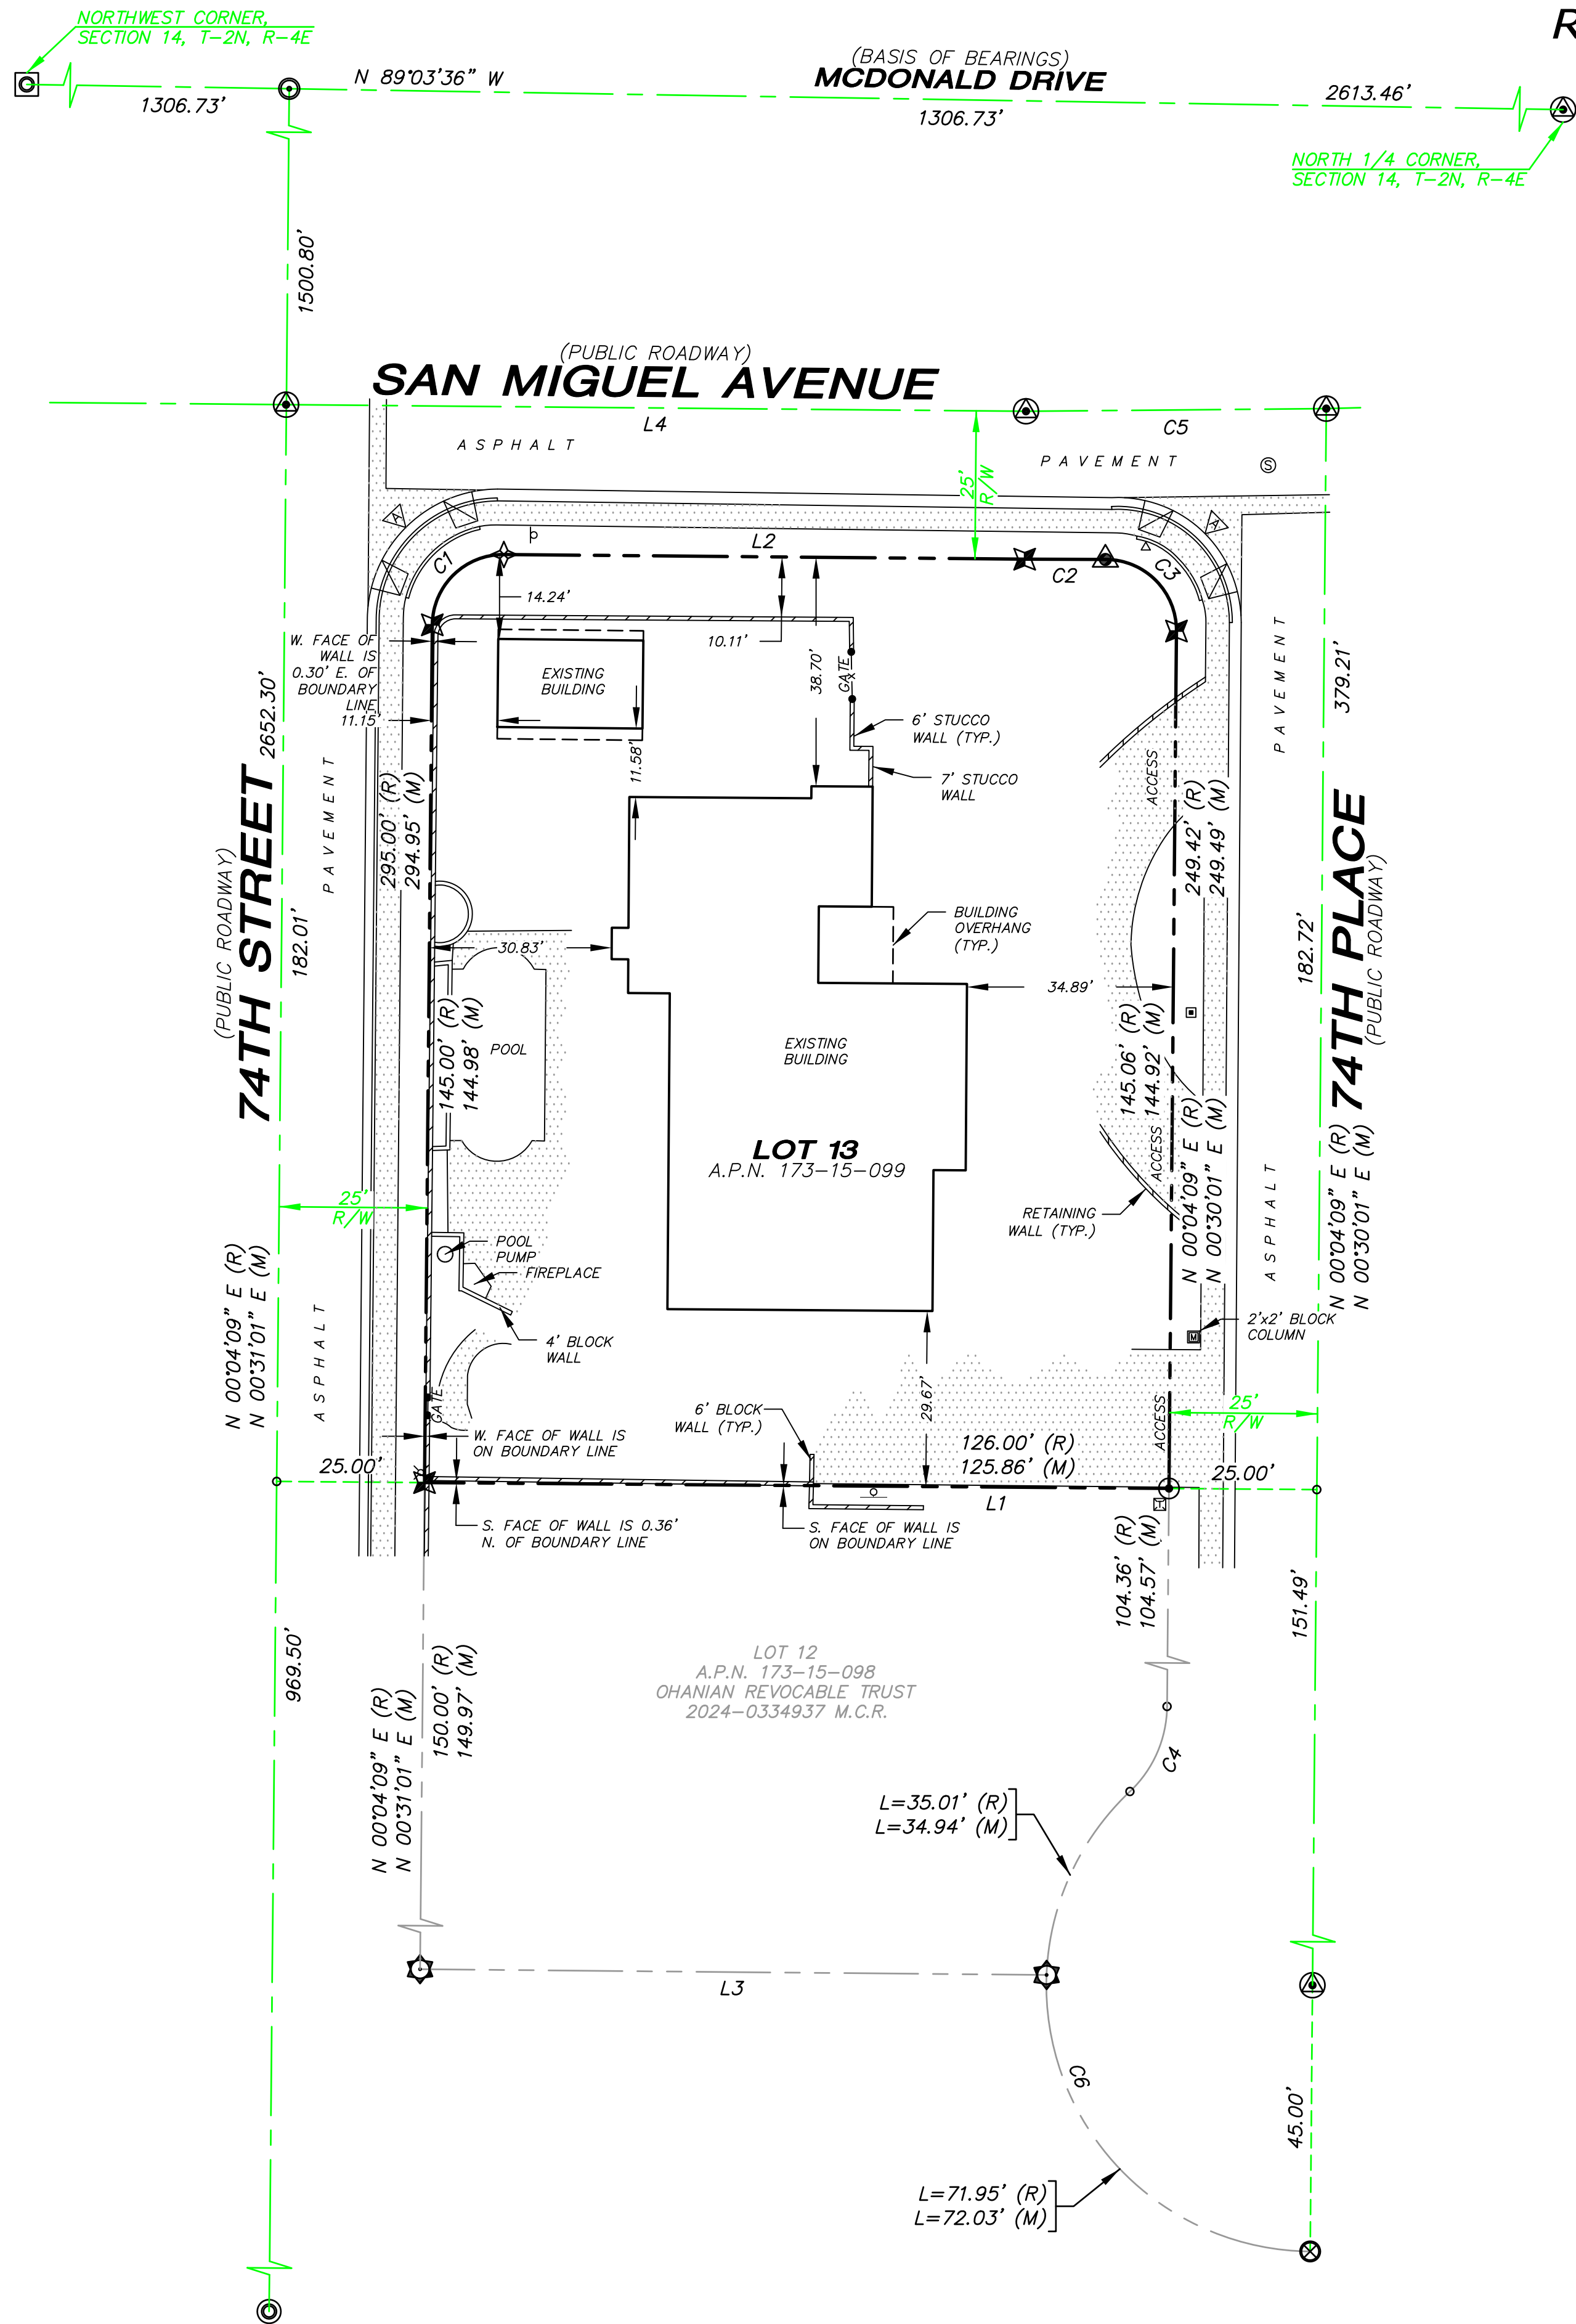 NORTHWEST CORNER,
SECTION 14, T-2N, R-4E
R
(BASIS OF BEARINGS)
N 89°03'36" W
MCDONALD DRIVE
2613.46'
1306.73'
1306.73'
NORTH 1/4 CORNER,
SECTION 14, T-2N, R-4E
1500.80'
(PUBLIC ROADWAY)
SAN MIGUEL AVENUE
L4
C5
ASPHALT
PAVEMENT
S
25'
R/W
A
A
L2
C1
C2
C3
14.24'
10.11'
38.70'
GATE
x
W. FACE OF
WALL IS
0.30' E. OF
BOUNDARY
LINE
11.15'
EXISTING
BUILDING
11.58'
6' STUCCO
WALL (TYP.)
7' STUCCO
WALL
ACCESS
PAVEMENT
379.21'
2652.30'
PAVEMENT
295.00' (R)
294.95' (M)
249.42' (R)
249.49' (M)
(PUBLIC ROADWAY)
74TH STREET
182.01'
30.83'
BUILDING
OVERHANG
(TYP.)
34.89'
182.72'
74TH PLACE
(PUBLIC ROADWAY)
145.00' (R)
144.98' (M)
POOL
EXISTING
BUILDING
145.06' (R)
144.92' (M)
LOT 13
A.P.N. 173-15-099
ACCESS
N 00°04'09" E (R)
N 00°30'01" E (M)
N 00°04'09" E (R)
N 00°30'01" E (M)
25'
R/W
RETAINING
WALL (TYP.)
ASPHALT
POOL
PUMP
FIREPLACE
N 00°04'09" E (R)
N 00°31'01" E (M)
ASPHALT
4' BLOCK
WALL
2'x2' BLOCK
COLUMN
M
GATE
29.67'
6' BLOCK
WALL (TYP.)
ACCESS
25'
R/W
W. FACE OF WALL IS
ON BOUNDARY LINE
126.00' (R)
125.86' (M)
25.00'
25.00'
L1
S. FACE OF WALL IS 0.36'
N. OF BOUNDARY LINE
S. FACE OF WALL IS
ON BOUNDARY LINE
104.36' (R)
104.57' (M)
151.49'
969.50'
LOT 12
A.P.N. 173-15-098
OHANIAN REVOCABLE TRUST
2024-0334937 M.C.R.
150.00' (R)
149.97' (M)
N 00°04'09" E (R)
N 00°31'01" E (M)
C4
L=35.01' (R)
L=34.94' (M)
L3
C6
45.00'
L=71.95' (R)
L=72.03' (M)